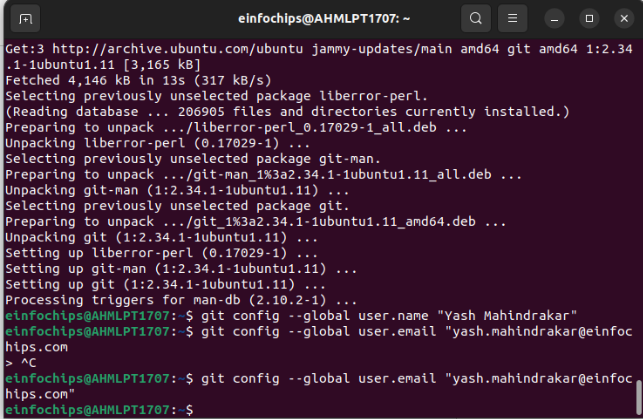 einfochips@AHMLPT1707: ~
Get:3 http://archive.ubuntu.com/ubuntu jammy-updates/main amd64 git amd64 1:2.34
.1-1ubuntu1.11 [3,165 kB]
Fetched 4,146 kB in 13s (317 kB/s)
Selecting previously unselected package liberror-perl.
(Reading database ... 206905 files and directories currently installed.)
Preparing to unpack .../liberror-perl_0.17029-1_all.deb ...
Unpacking liberror-perl (0.17029-1) ...
Selecting previously unselected package git-man.
Preparing to unpack .../git-man_1%3a2.34.1-1ubuntu1.11_all.deb ...
Unpacking git-man (1:2.34.1-1ubuntu1.11) ...
Selecting previously unselected package git.
Preparing to unpack .../git_1%3a2.34.1-1ubuntu1.11_amd64.deb ...
Unpacking git (1:2.34.1-1ubuntu1.11) ...
Setting up liberror-perl (0.17029-1) ...
Setting up git-man (1:2.34.1-1ubuntu1.11) ...
Setting up git (1:2.34.1-1ubuntu1.11) ...
Processing triggers for man-db (2.10.2-1) ...
einfochips@AHMLPT1707:~$ git config --global user.name "Yash Mahindrakar"
einfochips@AHMLPT1707:~$ git config --global user.email "yash.mahindrakar@einfoc
hips.com
> ^C
einfochips@AHMLPT1707:~$ git config --global user.email "yash.mahindrakar@einfoc
hips.com"
einfochips@AHMLPT1707:~$